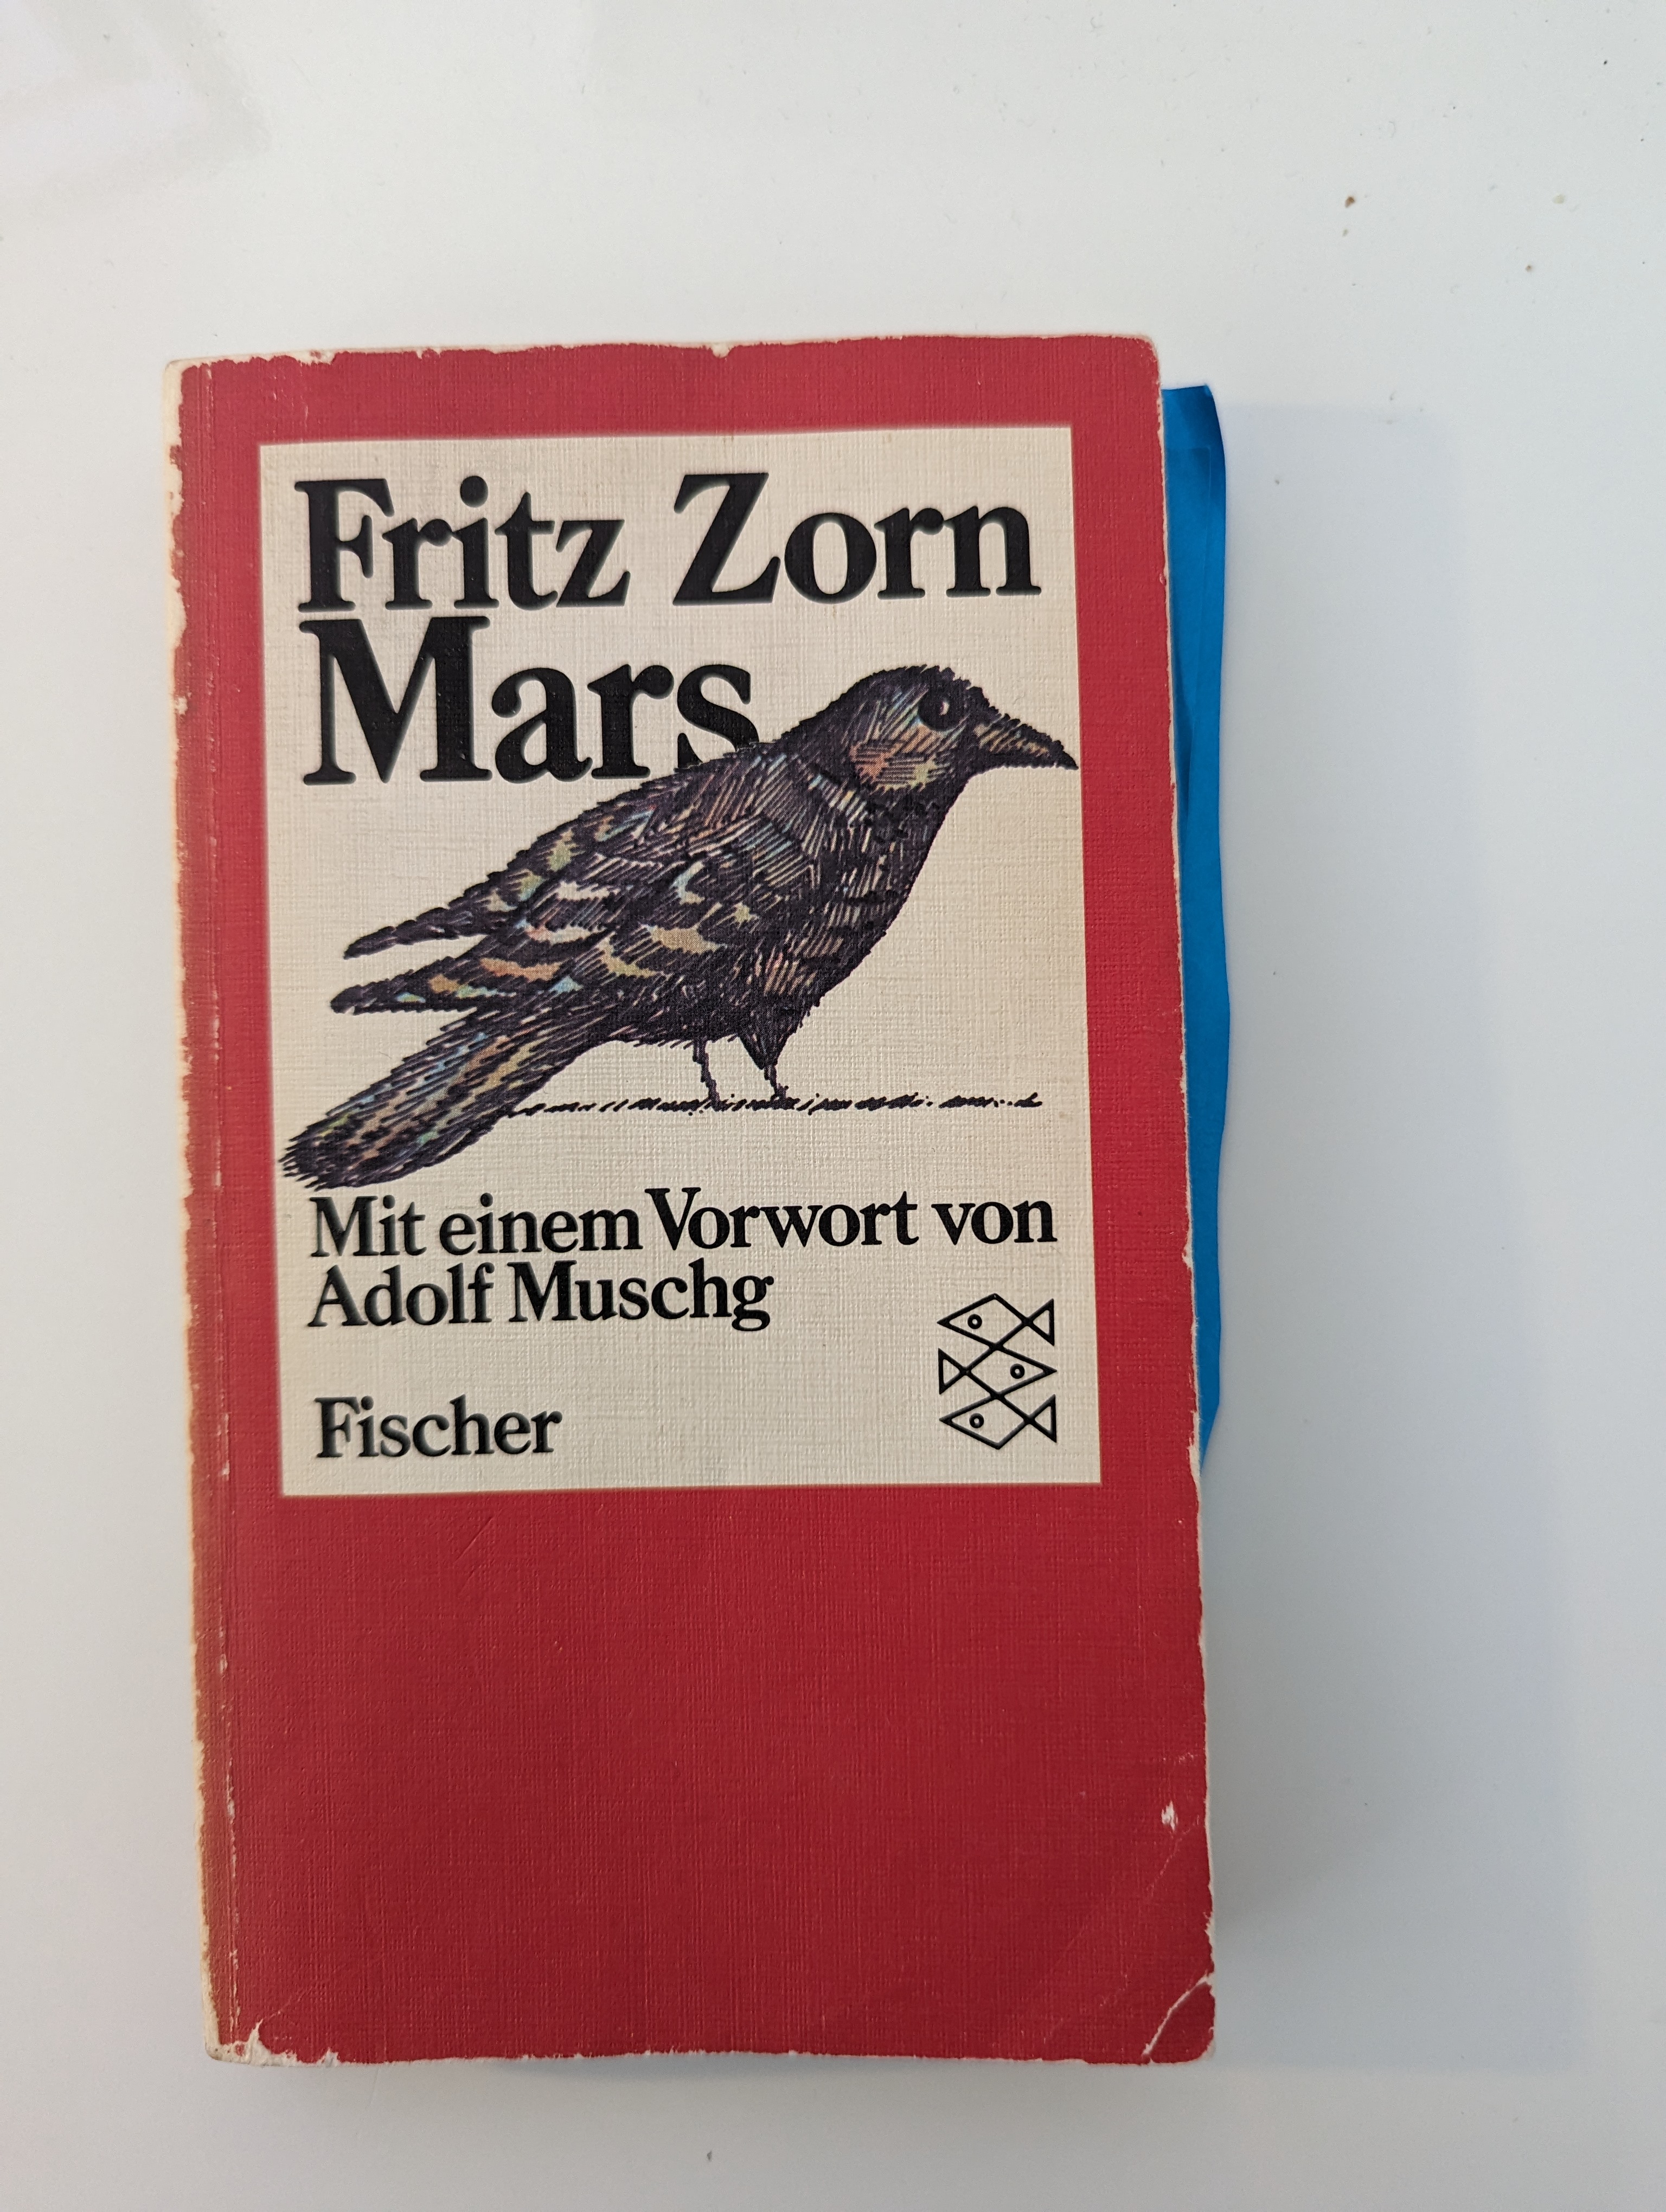 Fritz Zorn
Mars
Mit einem Vorwort von
Adolf Muschg
Fischer